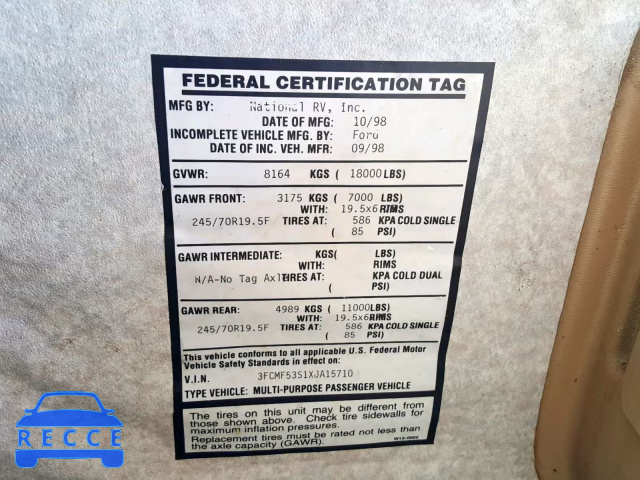 FEDERAL CERTIFICATION TAG
MFG BY: National RV, Inc.
DATE OF MFG: 10/98
INCOMPLETE VEHICLE MFG. BY: Ford
DATE OF INC. VEH. MFR 09/98
GVWR: 8164 KGS ( 18000 LBS)
GAWR FRONT: 3175 KGS ( 7000 LBS)
WITH: 19.5x6 RIMS
245/70R19.5F TIRES AT: 586 KPA COLD SINGLE
( 85 PSI)
GAWR INTERMEDIATE: KGS( LBS)
WITH: RIMS
N/A-No Tag Axle TIRES AT: KPA COLD DUAL
( PSI)
GAWR REAR: 4989 KGS ( 11000LBS)
WITH: 19.5x6 RIMS
245/70R19.5F TIRES AT: 586 KPA COLD SINGLE
( 85 PSI)
This vehicle conforms to all applicable U.S. Federal Motor
Vehicle Safety Standards in effect on:
V.I.N. 3FCMF53S1XJA15710
TYPE VEHICLE: MULTI-PURPOSE PASSENGER VEHICLE
The tires on this unit may be different from
those shown above. Check tire sidewalls for
maximum inflation pressures.
Replacement tires must be rated not less than
the axle capacity (GAWR).
RECCE